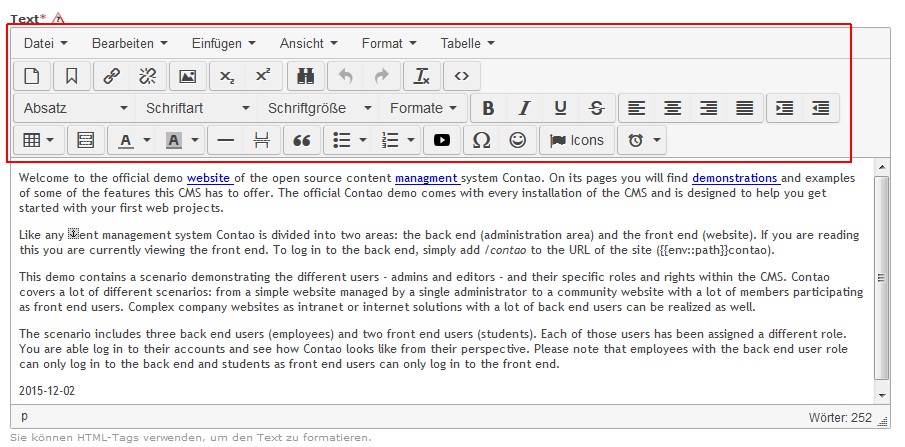 Text*
Datei Bearbeiten Einfügen Ansicht Format Tabelle
x₂ x²
Absatz Schriftart Schriftgröße Formate B I U S
A A Ω Icons
Welcome to the official demo website of the open source content managment system Contao. On its pages you will find demonstrations and examples
of some of the features this CMS has to offer. The official Contao demo comes with every installation of the CMS and is designed to help you get
started with your first web projects.
Like any ent management system Contao is divided into two areas: the back end (administration area) and the front end (website). If you are reading
this you are currently viewing the front end. To log in to the back end, simply add /contao to the URL of the site ({{env::path}}contao).
This demo contains a scenario demonstrating the different users - admins and editors - and their specific roles and rights within the CMS. Contao
covers a lot of different scenarios: from a simple website managed by a single administrator to a community website with a lot of members participating
as front end users. Complex company websites as intranet or internet solutions with a lot of back end users can be realized as well.
The scenario includes three back end users (employees) and two front end users (students). Each of those users has been assigned a different role.
You are able log in to their accounts and see how Contao looks like from their perspective. Please note that employees with the back end user role
can only log in to the back end and students as front end users can only log in to the front end.
2015-12-02
p Wörter: 252
Sie können HTML-Tags verwenden, um den Text zu formatieren.